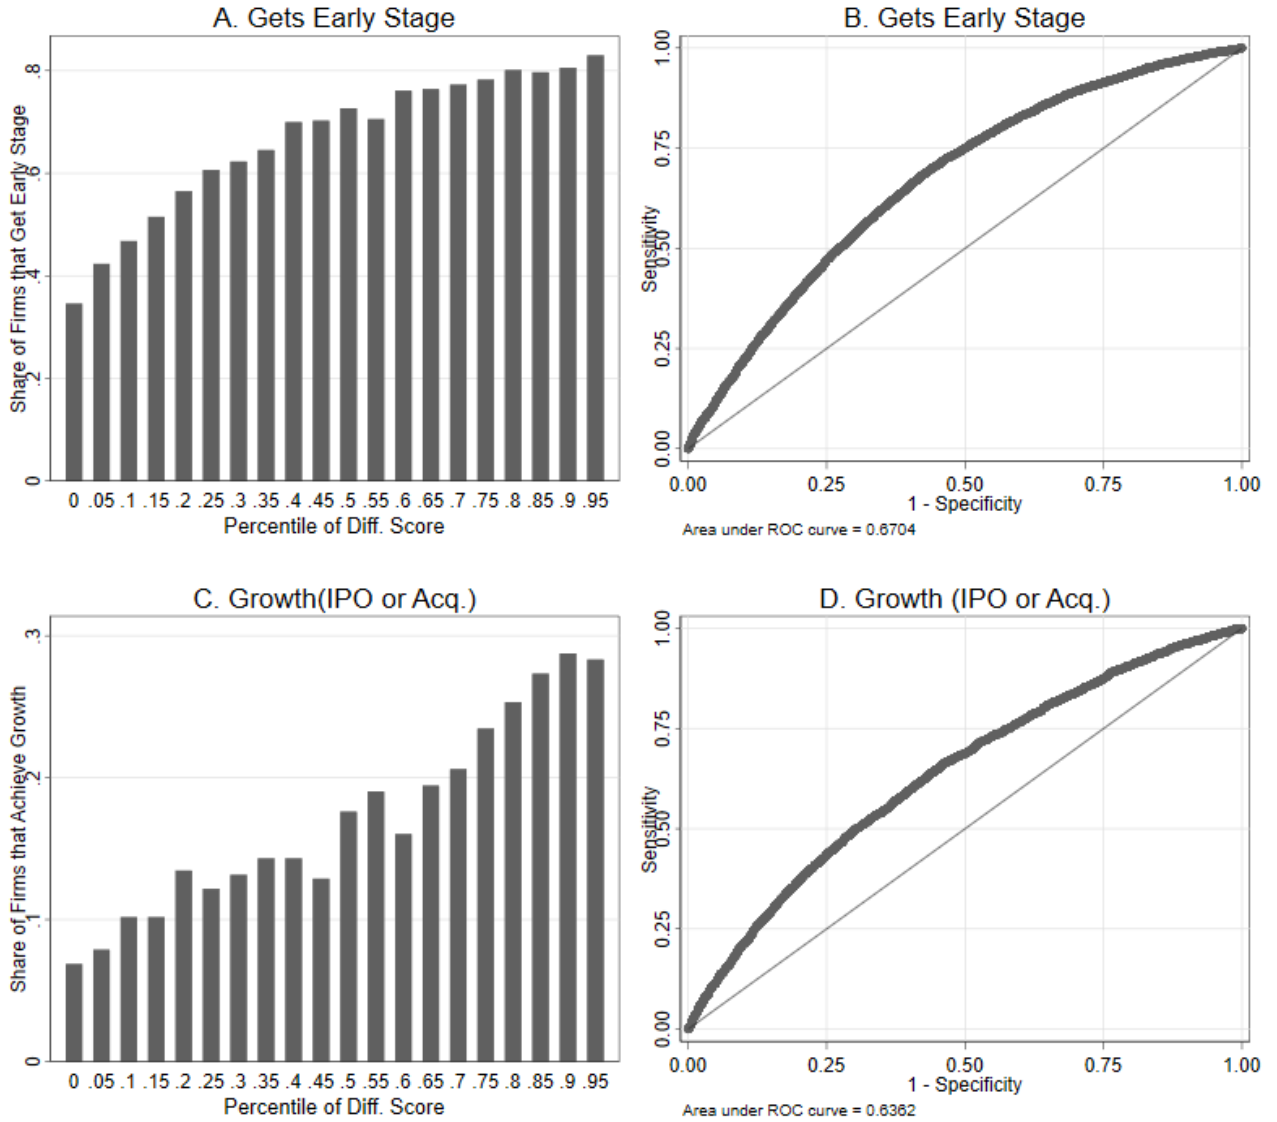 A. Gets Early Stage
Share of Firms that Get Early Stage
.8
.6
.4
.2
0
0 .05 .1 .15 .2 .25 .3 .35 .4 .45 .5 .55 .6 .65 .7 .75 .8 .85 .9 .95
Percentile of Diff. Score
B. Gets Early Stage
Sensitivity
1.00
0.75
0.50
0.25
0.00
0.00 0.25 0.50 0.75 1.00
1 - Specificity
Area under ROC curve = 0.6704
C. Growth(IPO or Acq.)
Share of Firms that Achieve Growth
.3
.2
.1
0
0 .05 .1 .15 .2 .25 .3 .35 .4 .45 .5 .55 .6 .65 .7 .75 .8 .85 .9 .95
Percentile of Diff. Score
D. Growth (IPO or Acq.)
Sensitivity
1.00
0.75
0.50
0.25
0.00
0.00 0.25 0.50 0.75 1.00
1 - Specificity
Area under ROC curve = 0.6362